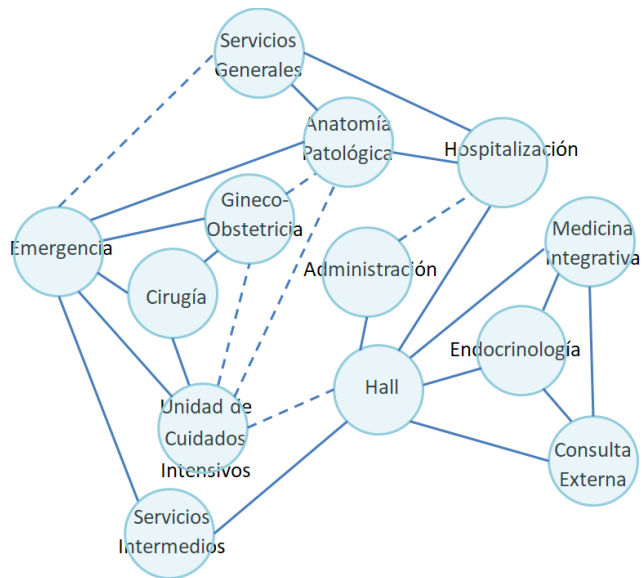 Servicios
Generales
Anatomía
Patológica
Hospitalización
Gineco-
Obstetricia
Emergencia
Cirugía
Administración
Medicina
Integrativa
Endocrinología
Hall
Unidad de
Cuidados
Intensivos
Consulta
Externa
Servicios
Intermedios